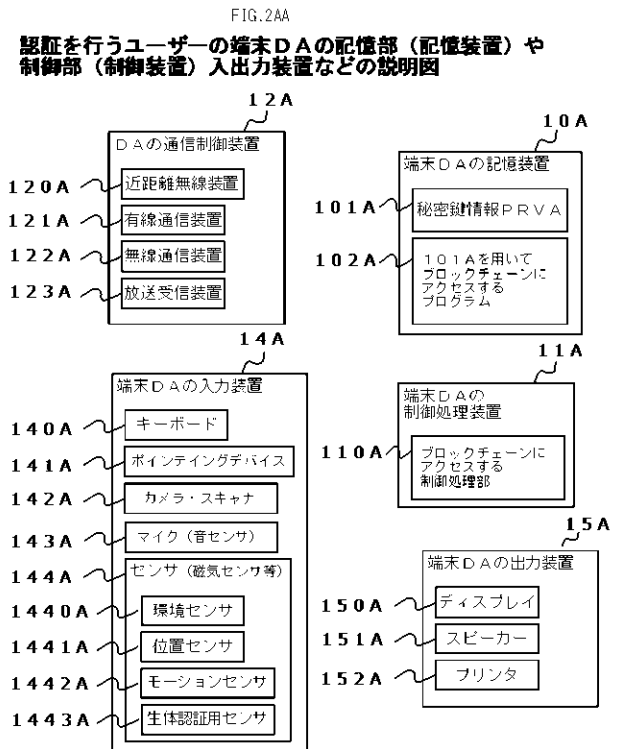 FIG.2AA
認証を行うユーザーの端末DAの記憶部(記憶装置)や
制御部(制御装置)入出力装置などの説明図
12A
DAの通信制御装置
120A
近距離無線装置
121A
有線通信装置
122A
無線通信装置
123A
放送受信装置
10A
端末DAの記憶装置
101A
秘密鍵情報PRVA
102A
101Aを用いて
ブロックチェーンに
アクセスする
プログラム
14A
端末DAの入力装置
140A
キーボード
141A
ポインティングデバイス
142A
カメラ・スキャナ
143A
マイク(音センサ)
144A
センサ(磁気センサ等)
1440A
環境センサ
1441A
位置センサ
1442A
モーションセンサ
1443A
生体認証用センサ
11A
端末DAの
制御処理装置
110A
ブロックチェーンに
アクセスする
制御処理部
15A
端末DAの出力装置
150A
ディスプレイ
151A
スピーカー
152A
プリンタ